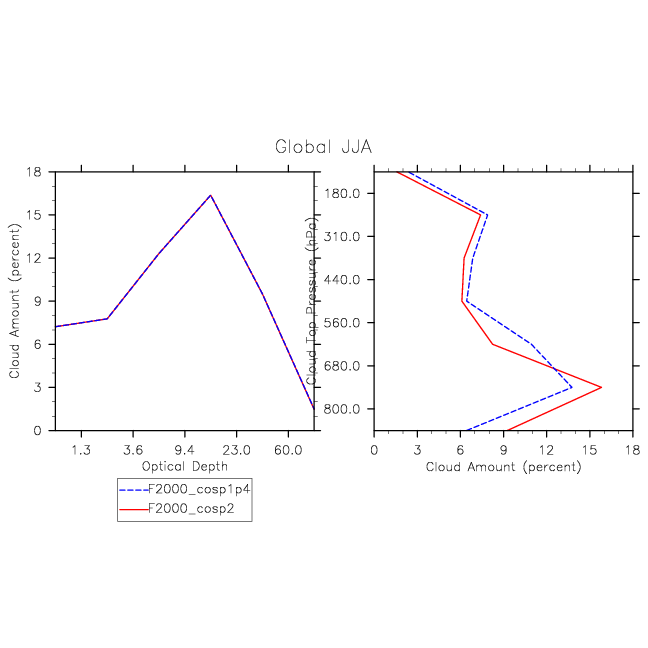 Global JJA
Cloud Amount (percent)
18
15
12
9
6
3
0
1.3 3.6 9.4 23.0 60.0
Optical Depth
Cloud Top Pressure (hPa)
180.0
310.0
440.0
560.0
680.0
800.0
0 3 6 9 12 15 18
Cloud Amount (percent)
F2000_cosp1p4
F2000_cosp2